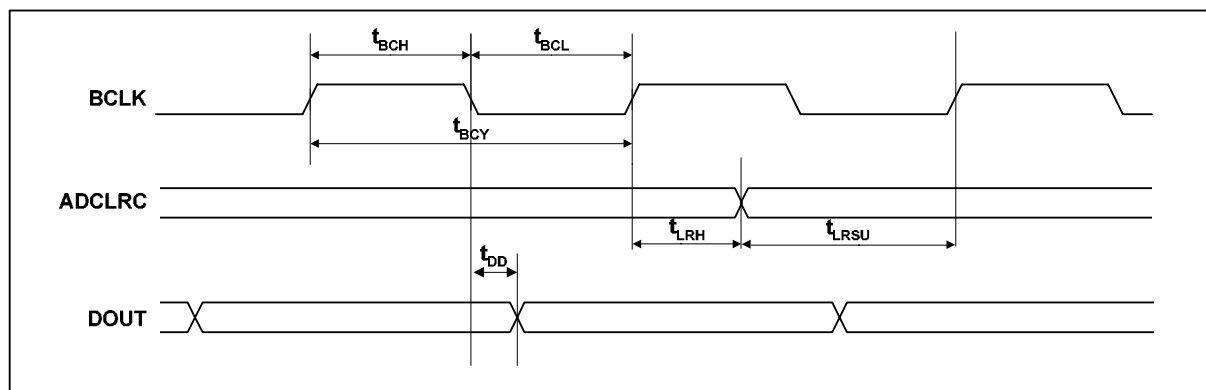 tBCH
tBCL
BCLK
tBCY
ADCLRC
tLRH
tLRSU
tDD
DOUT